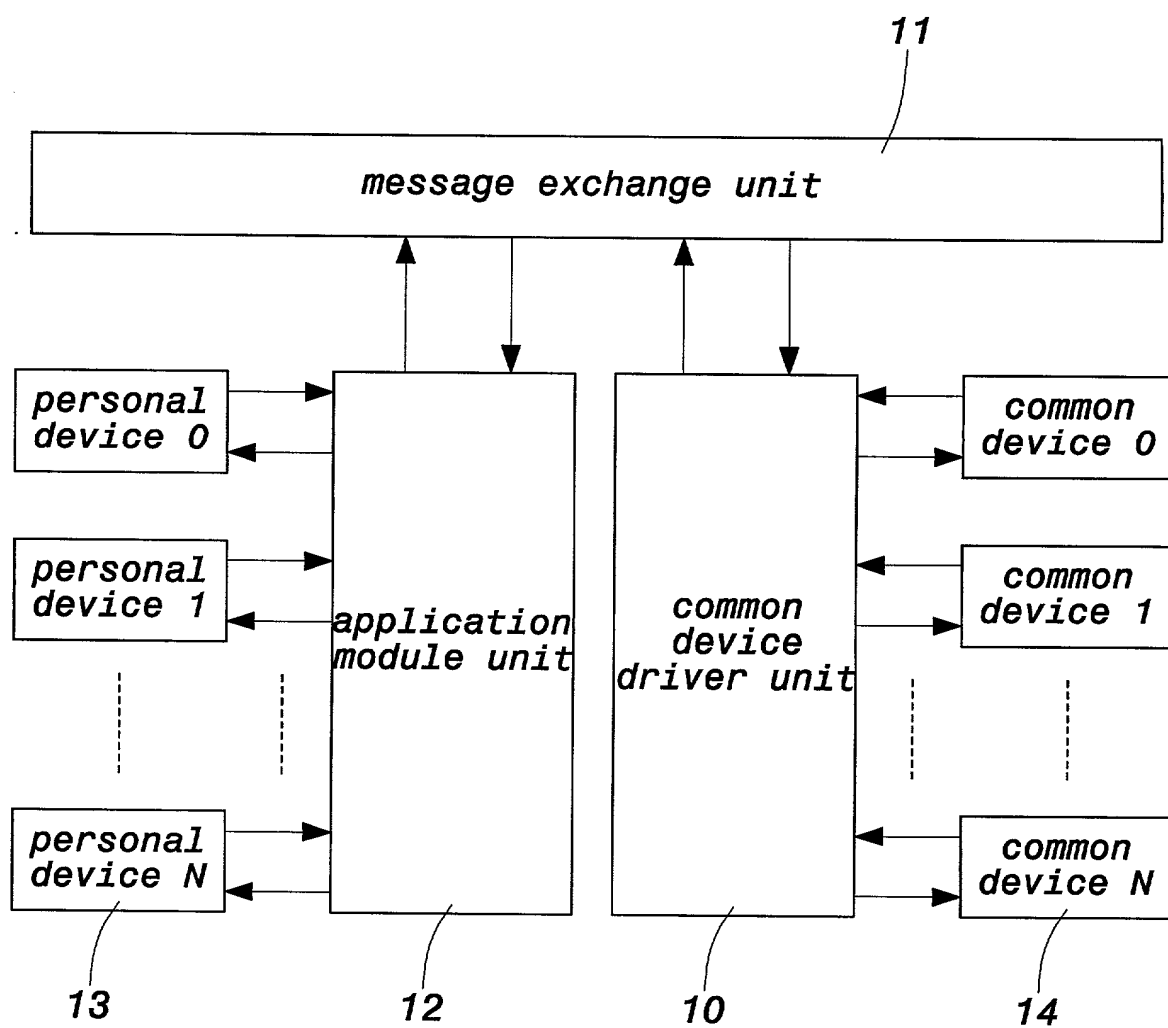 11
message exchange unit
personal
device 0
personal
device 1
personal
device N
application
module unit
common
device
driver unit
common
device 0
common
device 1
common
device N
13
12
10
14